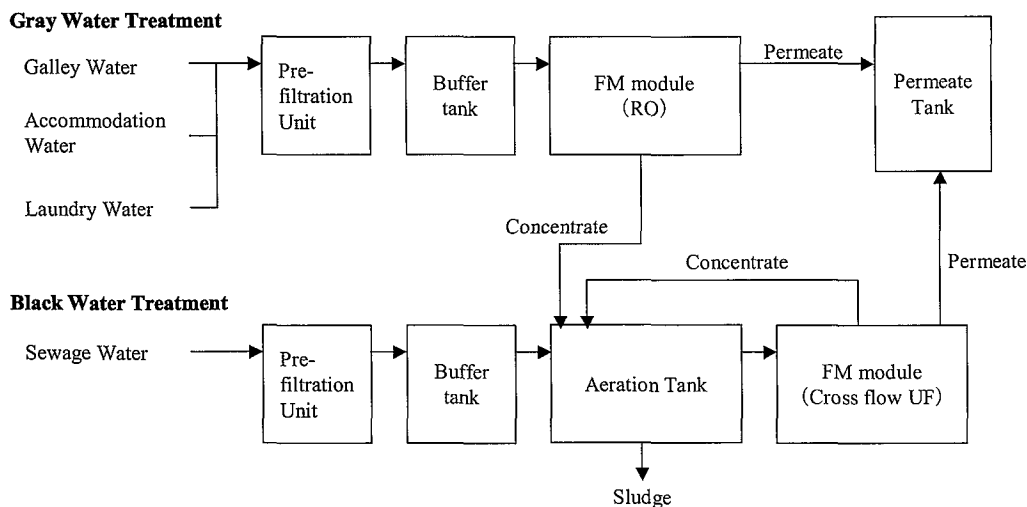 Gray Water Treatment
Galley Water
Accommodation
Water
Laundry Water
Pre-
filtration
Unit
Buffer
tank
FM module
(RO)
Permeate
Permeate
Tank
Concentrate
Concentrate
Permeate
Black Water Treatment
Sewage Water
Pre-
filtration
Unit
Buffer
tank
Aeration Tank
FM module
(Cross flow UF)
Sludge